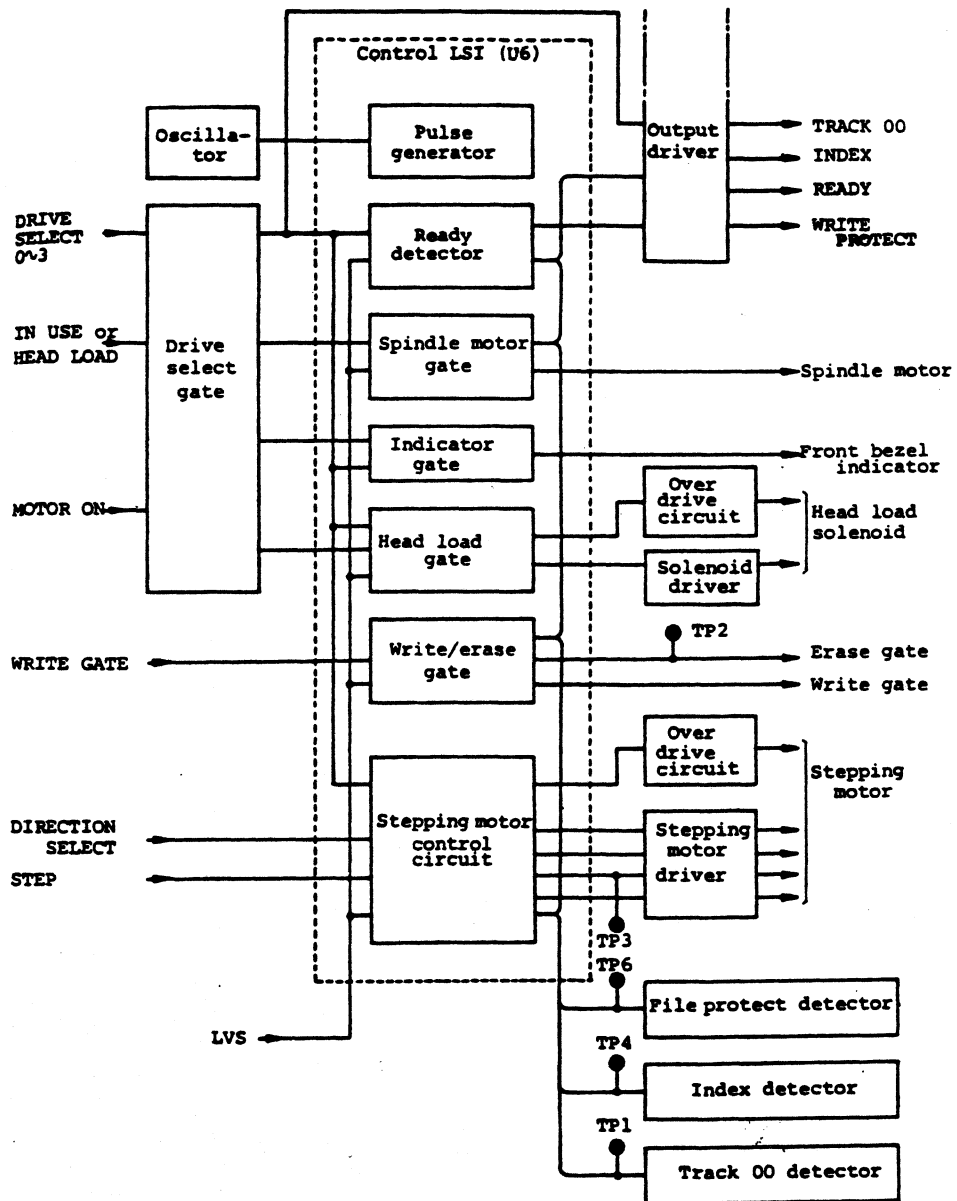 Control LSI (U6)
Oscilla-
tor
Pulse
generator
Output
driver
TRACK 00
INDEX
READY
WRITE
PROTECT
DRIVE
SELECT
0~3
Ready
detector
IN USE or
HEAD LOAD
Drive
select
gate
Spindle motor
gate
Spindle motor
Indicator
gate
Front bezel
indicator
MOTOR ON
Head load
gate
Over
drive
circuit
Solenoid
driver
Head load
solenoid
TP2
WRITE GATE
Write/erase
gate
Erase gate
Write gate
Over
drive
circuit
Stepping
motor
DIRECTION
SELECT
STEP
Stepping motor
control
circuit
Stepping
motor
driver
TP3
TP6
File protect detector
LVS
TP4
Index detector
TP1
Track 00 detector